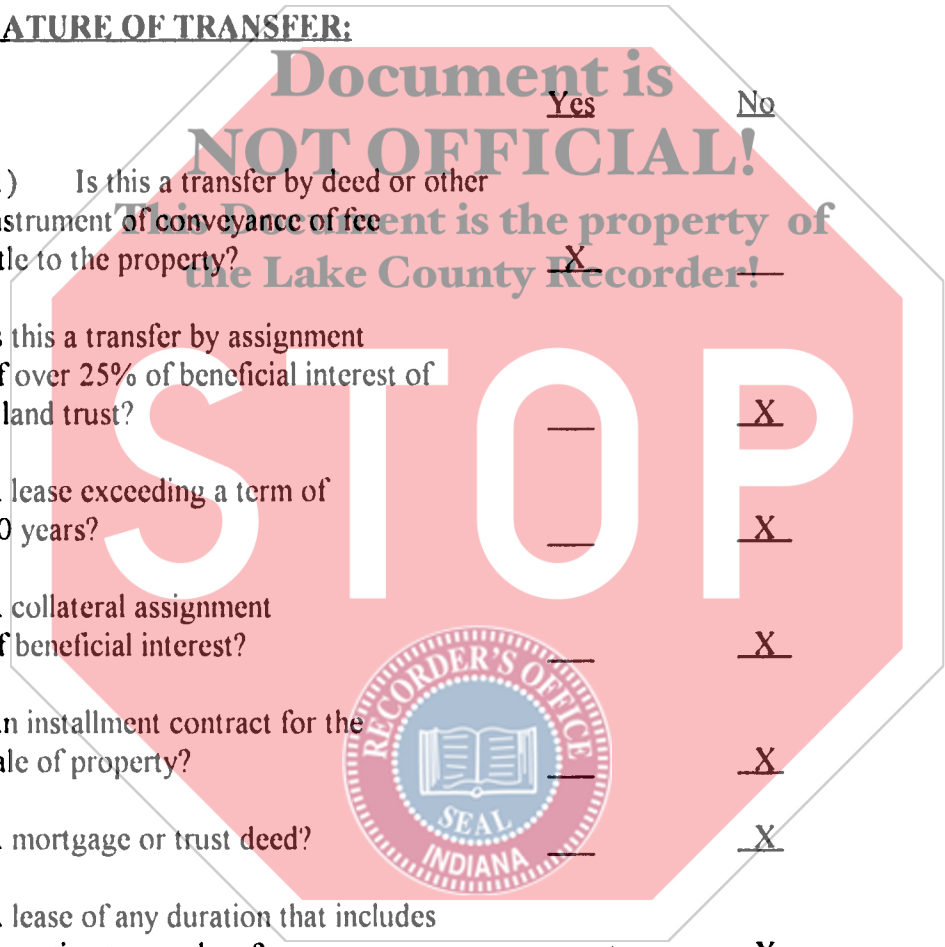 ATURE OF TRANSFER:
Document is
Yes No
NOT OFFICIAL!
.) Is this a transfer by deed or other
This Document is the property of
nstrument of conveyance of fee
tle to the property? X
the Lake County Recorder!
s this a transfer by assignment
f over 25% of beneficial interest of
land trust? X
STOP
. lease exceeding a term of
0 years? X
. collateral assignment
f beneficial interest? X
RECORDER'S OFFICE
n installment contract for the
ale of property? X
SEAL
. mortgage or trust deed? X
INDIANA
. lease of any duration that includes